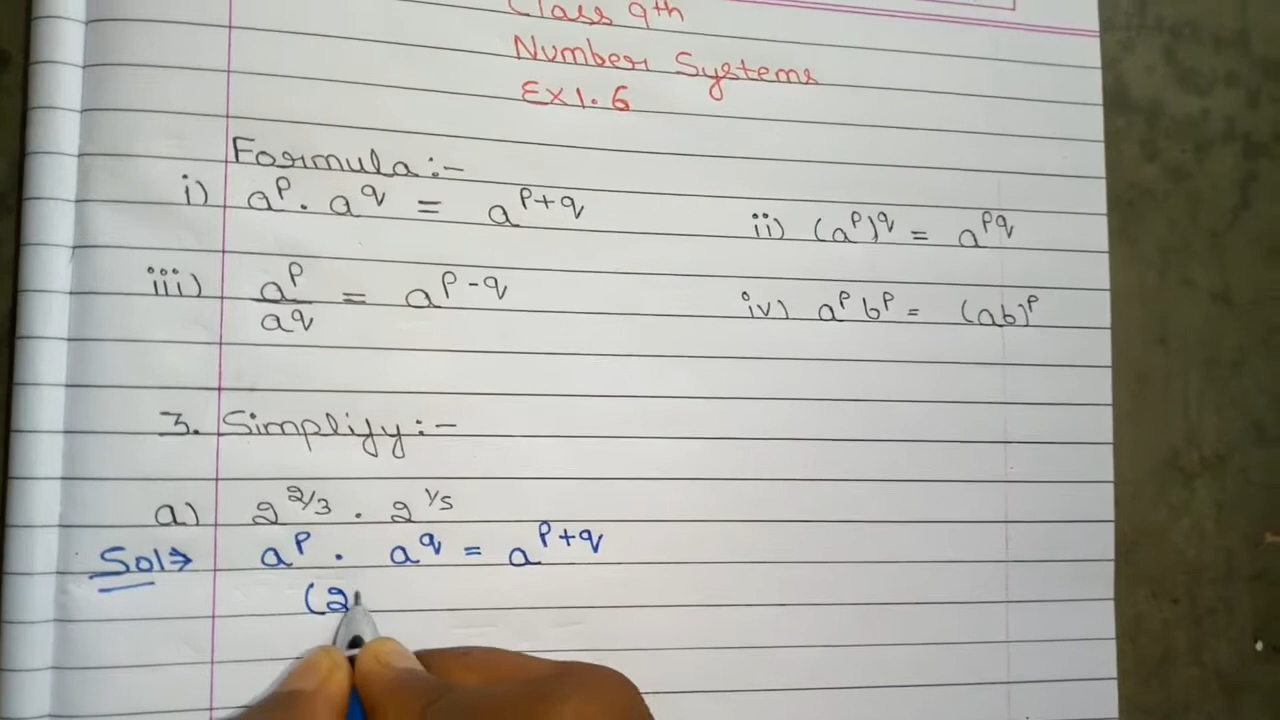 Class 9th
Number Systems
Ex 1.6
Formula:-
i) a^p . a^q = a^(p+q) ii) (a^p)^q = a^(pq)
iii) a^p/a^q = a^(p-q) iv) a^p b^p = (ab)^p
3. Simplify:-
a) 2^(2/3) . 2^(1/5)
Sol⇒ a^p . a^q = a^(p+q)
(2